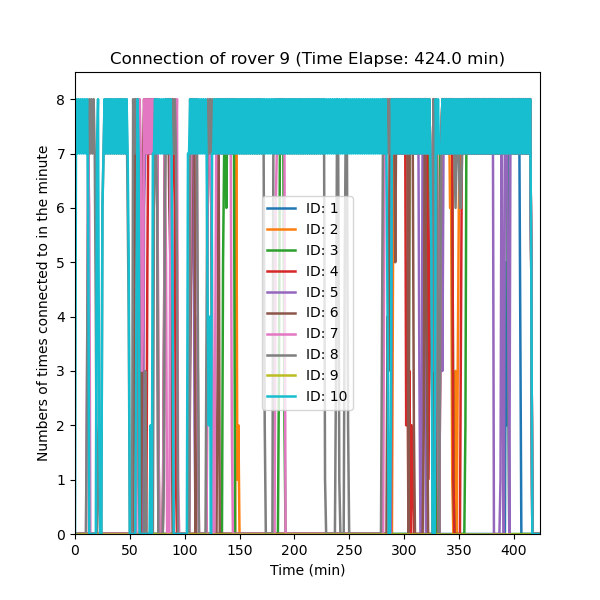 Connection of rover 9 (Time Elapse: 424.0 min)
Numbers of times connected to in the minute
8
7
6
5
4
3
2
1
0
ID: 1
ID: 2
ID: 3
ID: 4
ID: 5
ID: 6
ID: 7
ID: 8
ID: 9
ID: 10
0 50 100 150 200 250 300 350 400
Time (min)